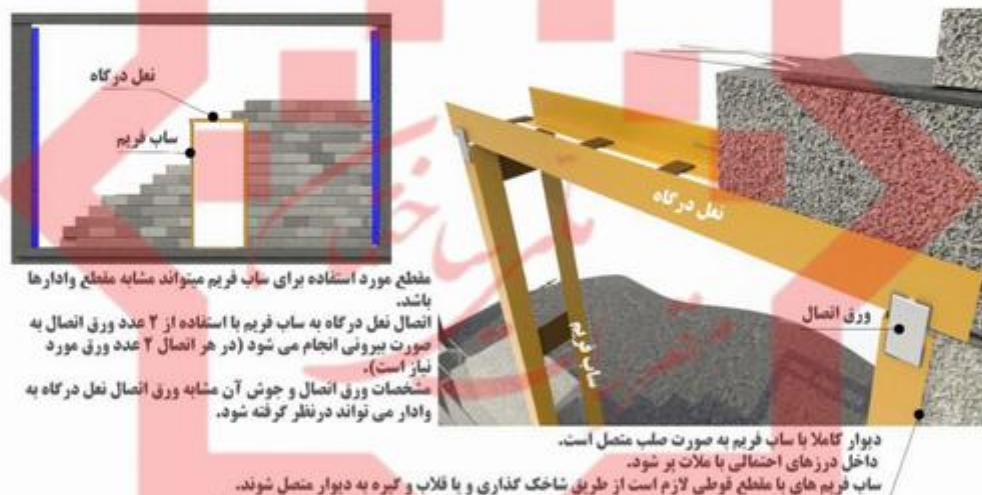 نعل درگاه
ساب فریم
نعل درگاه
ورق اتصال
ساب فریم
مقطع مورد استفاده برای ساب فریم میتواند مشابه مقطع وادارها
باشد.
اتصال نعل درگاه به ساب فریم با استفاده از ۲ عدد ورق اتصال به
صورت بیرونی انجام می شود (در هر اتصال ۲ عدد ورق مورد
نیاز است).
مشخصات ورق اتصال و جوش آن مشابه ورق اتصال نعل درگاه به
وادار می تواند درنظر گرفته شود.
دیوار کاملا با ساب فریم به صورت صلب متصل است.
داخل درزهای احتمالی با ملات پر شود.
ساب فریم های با مقطع قوطی لازم است از طریق شاخک گذاری و یا قلاب و گیره به دیوار متصل شوند.